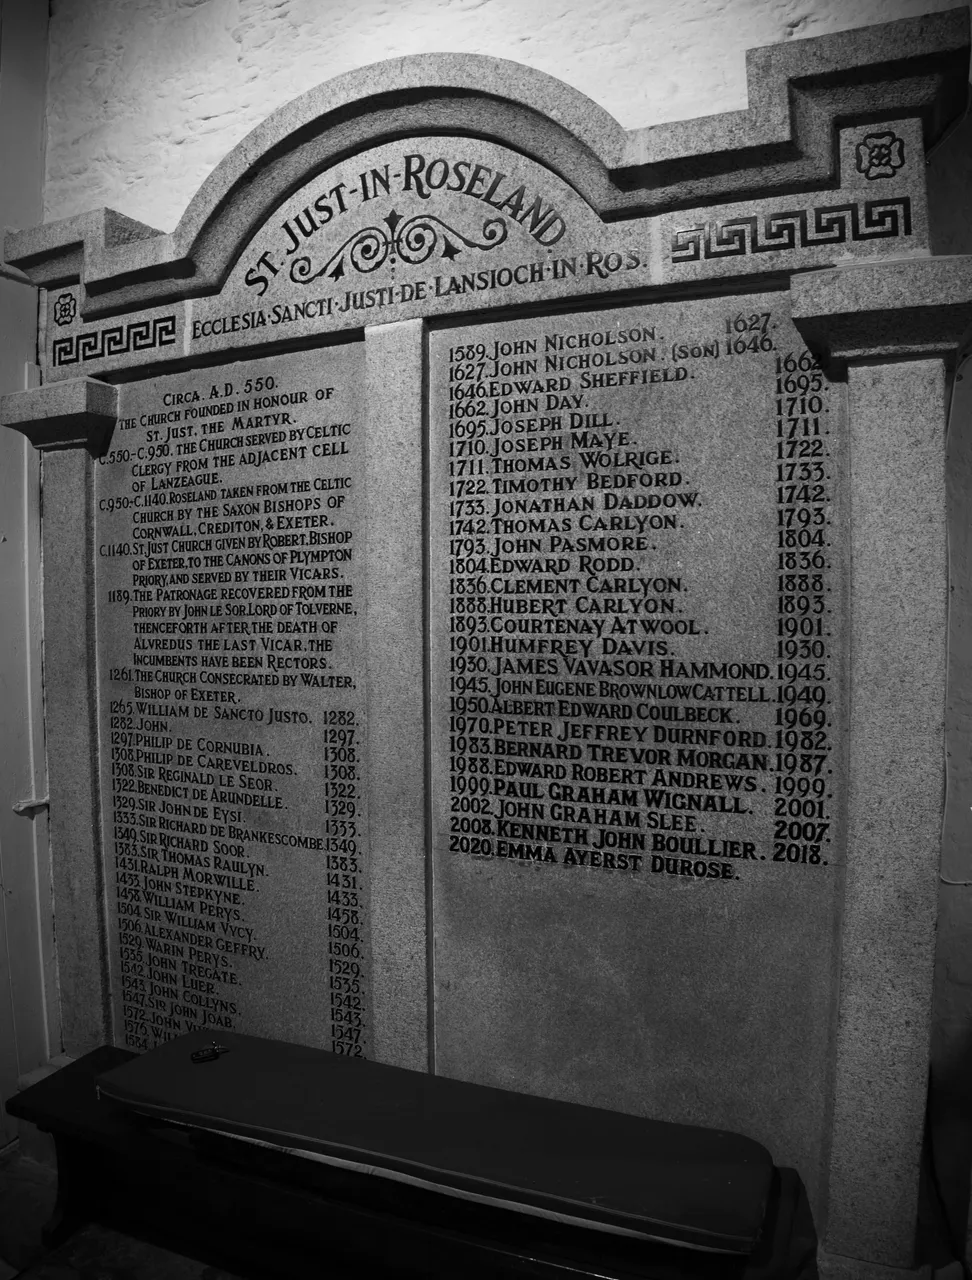 ST. JUST-IN-ROSELAND
ECCLESIA·SANCTI·JUSTI·DE·LANSIOCH·IN·ROS.
CIRCA. A.D. 550.
THE CHURCH FOUNDED IN HONOUR OF
ST. JUST, THE MARTYR.
C.550-C.950. THE CHURCH SERVED BY CELTIC
CLERGY FROM THE ADJACENT CELL
OF LANZEAGUE.
C.950-C.1140. ROSELAND TAKEN FROM THE CELTIC
CHURCH BY THE SAXON BISHOPS OF
CORNWALL, CREDITON, & EXETER.
C.1140. ST. JUST CHURCH GIVEN BY ROBERT, BISHOP
OF EXETER, TO THE CANONS OF PLYMPTON
PRIORY, AND SERVED BY THEIR VICARS.
1189. THE PATRONAGE RECOVERED FROM THE
PRIORY BY JOHN LE SOR, LORD OF TOLVERNE,
THENCEFORTH AFTER THE DEATH OF
ALVREDUS THE LAST VICAR, THE
INCUMBENTS HAVE BEEN RECTORS.
1261. THE CHURCH CONSECRATED BY WALTER,
BISHOP OF EXETER.
1265. WILLIAM DE SANCTO JUSTO. 1282.
1282. JOHN. 1297.
1297. PHILIP DE CORNUBIA. 1308.
1308. PHILIP DE CAREVELDROS. 1308.
1308. SIR REGINALD LE SEOR. 1322.
1322. BENEDICT DE ARUNDELLE. 1329.
1329. SIR JOHN DE EYSI. 1333.
1333. SIR RICHARD DE BRANKESCOMBE. 1349.
1349. SIR RICHARD SOOR. 1383.
1383. SIR THOMAS RAULYN. 1431.
1431. RALPH MORWILLE. 1433.
1433. JOHN STEPKYNE. 1458.
1458. WILLIAM PERYS. 1504.
1504. SIR WILLIAM VYCY. 1506.
1506. ALEXANDER GEFFRY. 1529.
1529. WARIN PERYS. 1535.
1535. JOHN TREGATE. 1542.
1542. JOHN LUER. 1543.
1543. JOHN COLLYNS. 1547.
1547. SIR JOHN JOAB. 1572.
1572. JOHN
1576.
1584.
1589. JOHN NICHOLSON. 1627.
1627. JOHN NICHOLSON. (SON) 1646.
1646. EDWARD SHEFFIELD. 1662
1662. JOHN DAY. 1695.
1695. JOSEPH DILL. 1710.
1710. JOSEPH MAYE. 1711.
1711. THOMAS WOLRIGE. 1722.
1722. TIMOTHY BEDFORD. 1733.
1733. JONATHAN DADDOW. 1742.
1742. THOMAS CARLYON. 1793.
1793. JOHN PASMORE. 1804.
1804. EDWARD RODD. 1836.
1836. CLEMENT CARLYON. 1888.
1888. HUBERT CARLYON. 1893.
1893. COURTENAY ATWOOL. 1901.
1901. HUMFREY DAVIS. 1930.
1930. JAMES VAVASOR HAMMOND. 1945.
1945. JOHN EUGENE BROWNLOW CATTELL. 1949.
1950. ALBERT EDWARD COULBECK. 1969.
1970. PETER JEFFREY DURNFORD. 1982.
1983. BERNARD TREVOR MORGAN. 1987.
1988. EDWARD ROBERT ANDREWS. 1999.
1999. PAUL GRAHAM WIGNALL. 2001.
2002. JOHN GRAHAM SLEE. 2007.
2008. KENNETH JOHN BOULLIER. 2018.
2020. EMMA AYERST DUROSE.